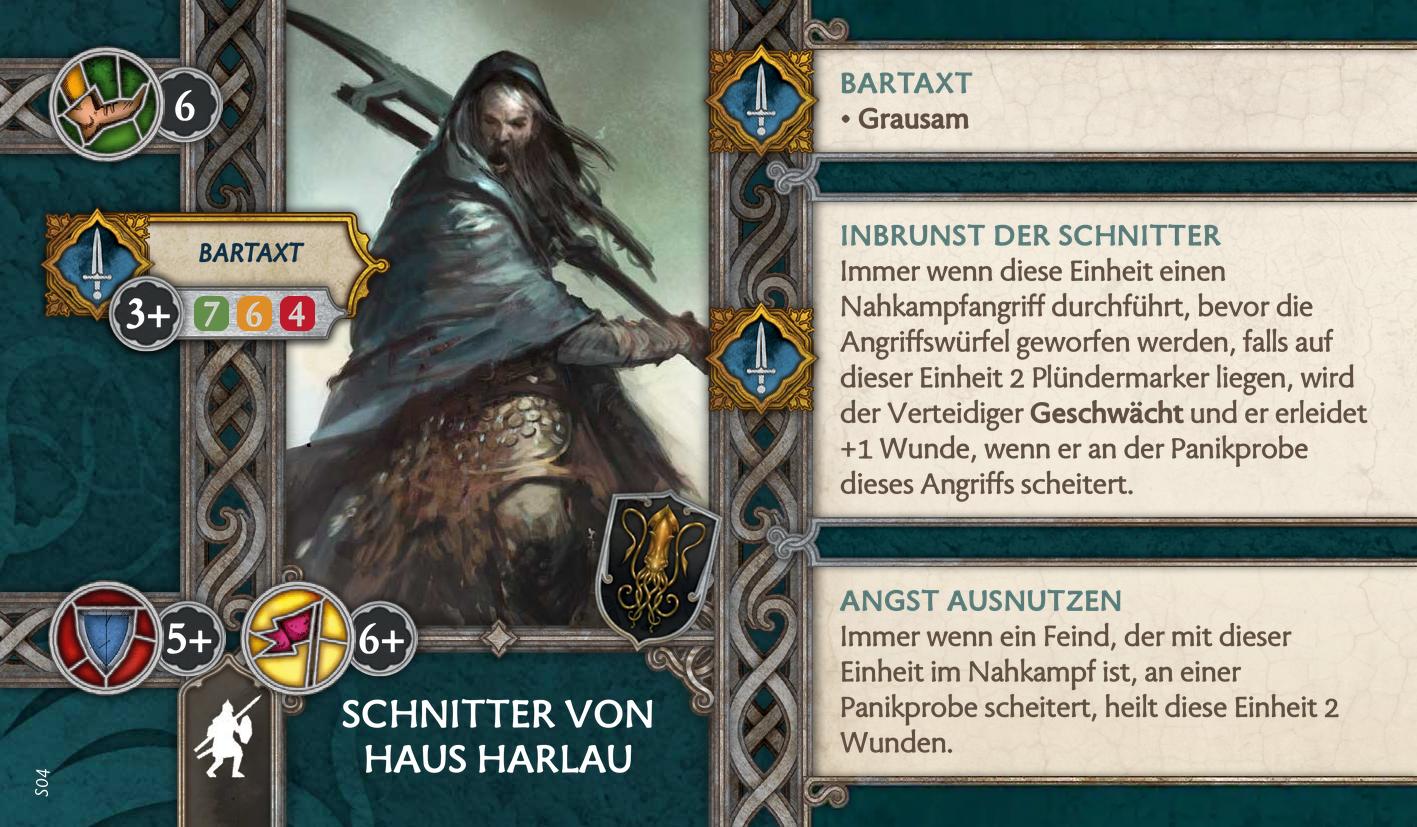 6
BARTAXT
3+
7 6 4
5+
6+
SCHNITTER VON
HAUS HARLAU
S04
BARTAXT
• Grausam
INBRUNST DER SCHNITTER
Immer wenn diese Einheit einen
Nahkampfangriff durchführt, bevor die
Angriffswürfel geworfen werden, falls auf
dieser Einheit 2 Plündermarker liegen, wird
der Verteidiger Geschwächt und er erleidet
+1 Wunde, wenn er an der Panikprobe
dieses Angriffs scheitert.
ANGST AUSNUTZEN
Immer wenn ein Feind, der mit dieser
Einheit im Nahkampf ist, an einer
Panikprobe scheitert, heilt diese Einheit 2
Wunden.